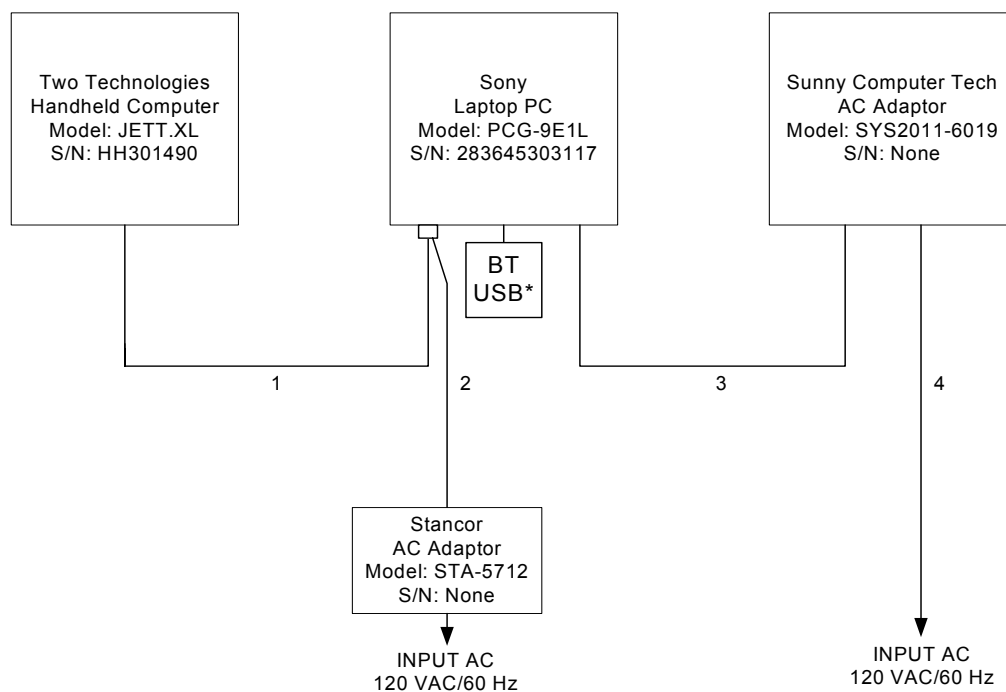 Two Technologies
Handheld Computer
Model: JETT.XL
S/N: HH301490
Sony
Laptop PC
Model: PCG-9E1L
S/N: 283645303117
Sunny Computer Tech
AC Adaptor
Model: SYS2011-6019
S/N: None
BT
USB*
1
2
3
4
Stancor
AC Adaptor
Model: STA-5712
S/N: None
INPUT AC
120 VAC/60 Hz
INPUT AC
120 VAC/60 Hz